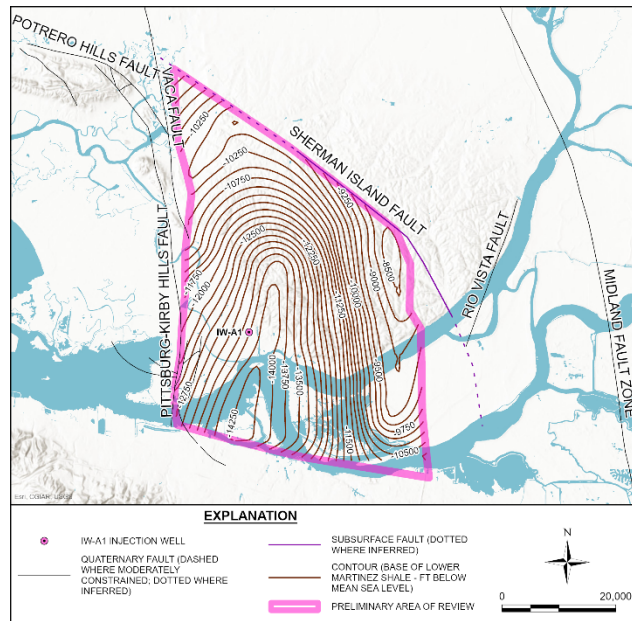 POTRERO HILLS FAULT
VACA FAULT
SHERMAN ISLAND FAULT
PITTSBURG-KIRBY HILLS FAULT
RIO VISTA FAULT
MIDLAND FAULT ZONE
-10250
-10250
-10750
-12500
-12250
-9250
-8500
-9000
-10000
-11250
-11750
-12000
IW-A1
-9500
-14000
-13750
-13500
-12750
-14250
-11500
-9750
-10500
Esri, CGIAR, USGS
EXPLANATION
IW-A1 INJECTION WELL
QUATERNARY FAULT (DASHED
WHERE MODERATELY
CONSTRAINED; DOTTED WHERE
INFERRED)
SUBSURFACE FAULT (DOTTED
WHERE INFERRED)
CONTOUR (BASE OF LOWER
MARTINEZ SHALE - FT BELOW
MEAN SEA LEVEL)
PRELIMINARY AREA OF REVIEW
N
0 20,000